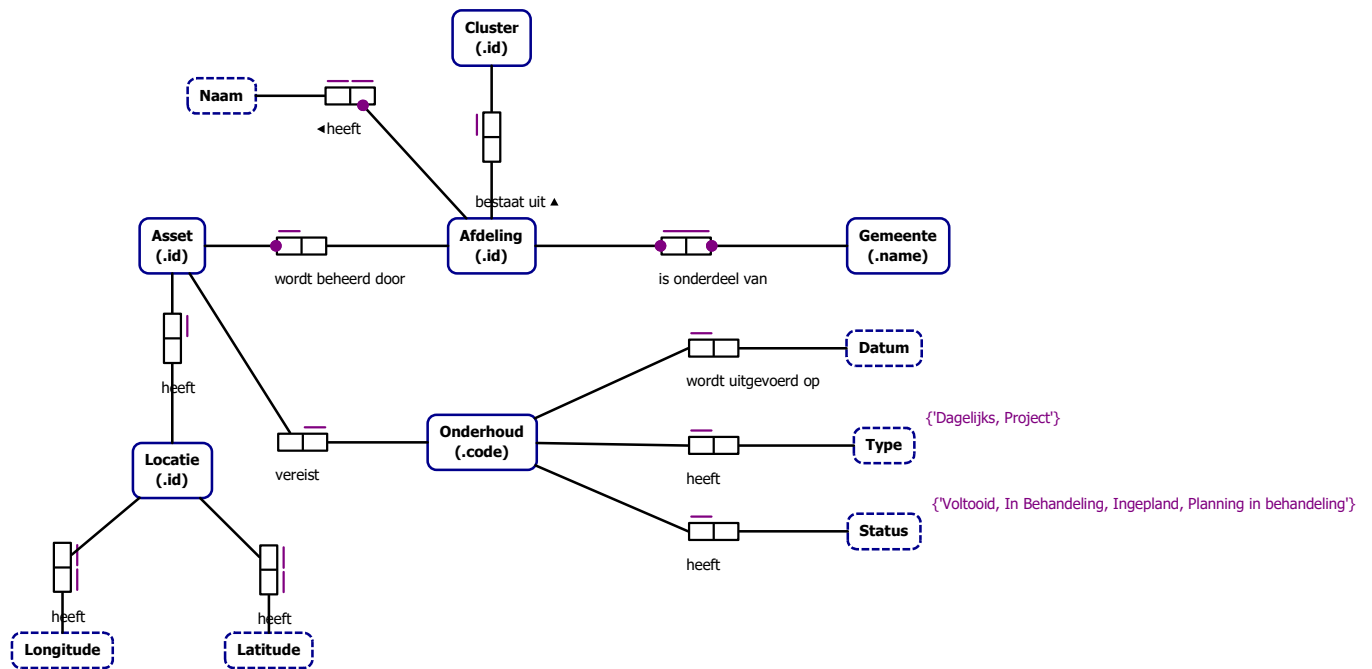 Cluster
(.id)
Naam
◄heeft
bestaat uit ▲
Asset
(.id)
Afdeling
(.id)
Gemeente
(.name)
wordt beheerd door
is onderdeel van
heeft
Datum
wordt uitgevoerd op
{'Dagelijks, Project'}
Onderhoud
(.code)
Type
Locatie
(.id)
vereist
heeft
{'Voltooid, In Behandeling, Ingepland, Planning in behandeling'}
Status
heeft
heeft
heeft
Longitude
Latitude